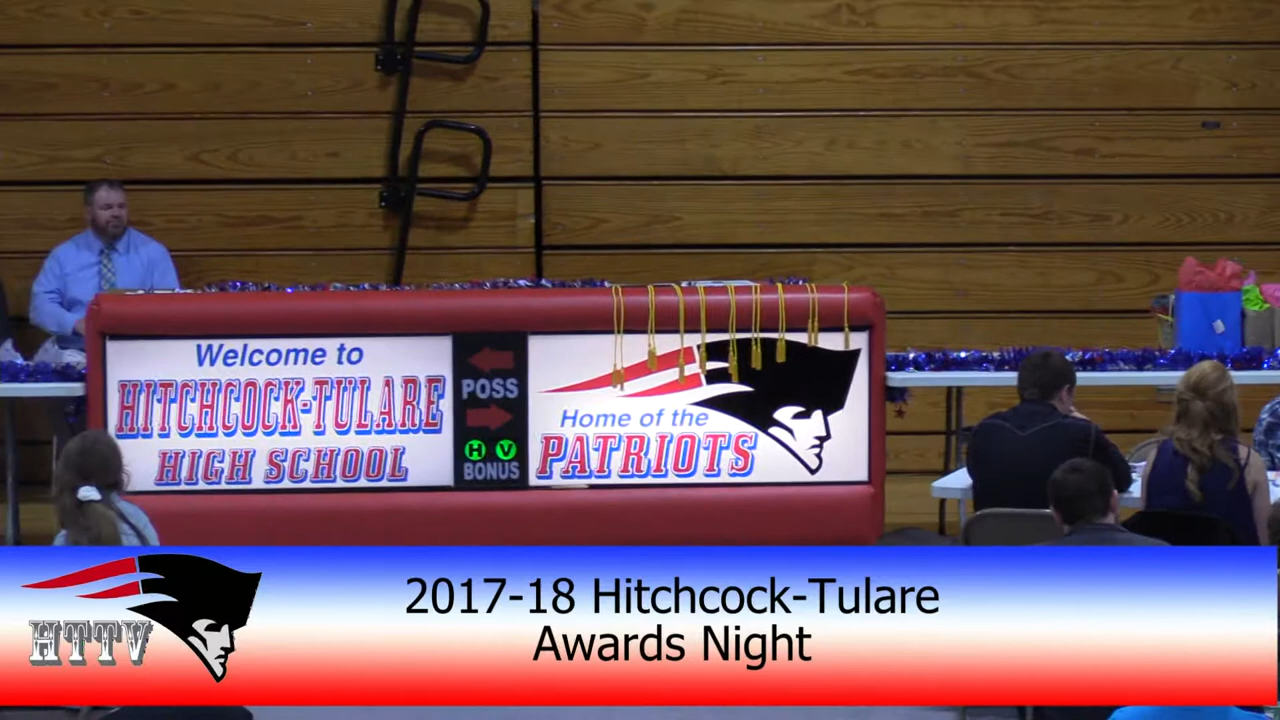 Welcome to
HITCHCOCK-TULARE
HIGH SCHOOL
POSS
H V
BONUS
Home of the
PATRIOTS
HTTV
2017-18 Hitchcock-Tulare
Awards Night